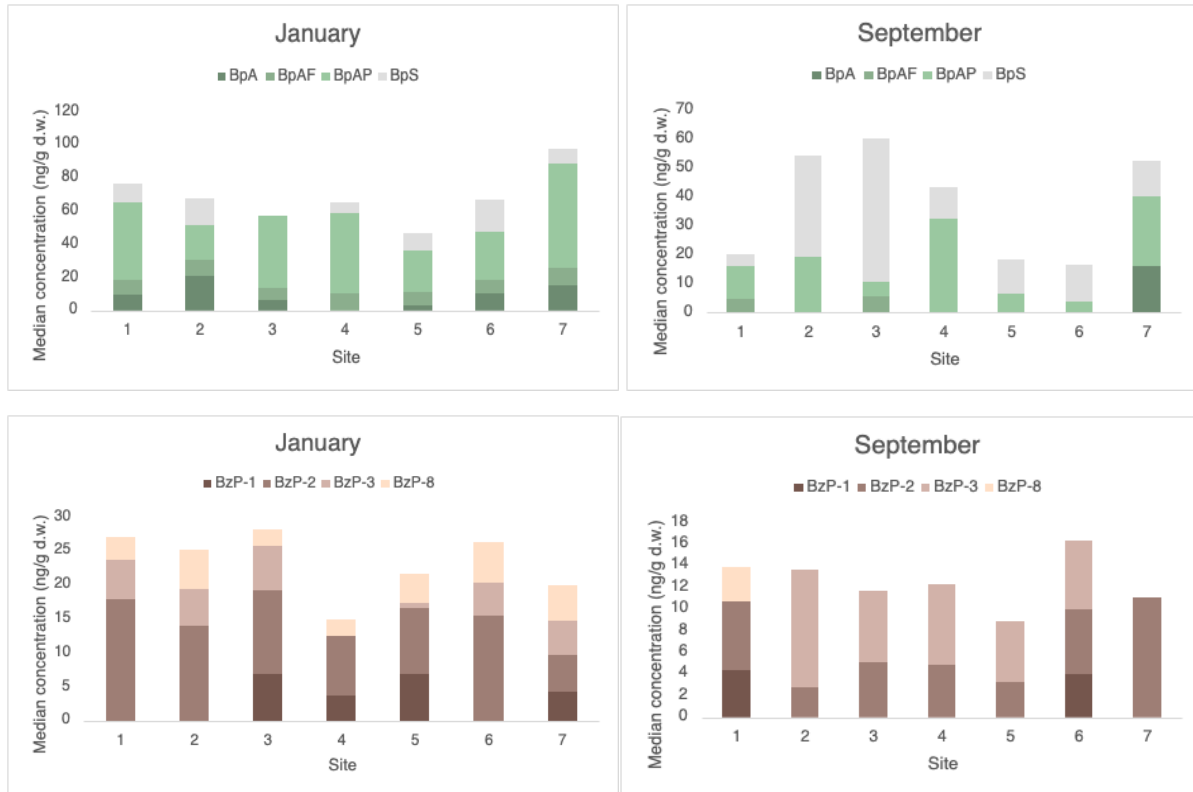 January
BpA BpAF BpAP BpS
Median concentration (ng/g d.w.)
120
100
80
60
40
20
0
1 2 3 4 5 6 7
Site
September
BpA BpAF BpAP BpS
Median concentration (ng/g d.w.)
70
60
50
40
30
20
10
0
1 2 3 4 5 6 7
Site
January
BzP-1 BzP-2 BzP-3 BzP-8
Median concentration (ng/g d.w.)
30
25
20
15
10
5
0
1 2 3 4 5 6 7
Site
September
BzP-1 BzP-2 BzP-3 BzP-8
Median concentration (ng/g d.w.)
18
16
14
12
10
8
6
4
2
0
1 2 3 4 5 6 7
Site